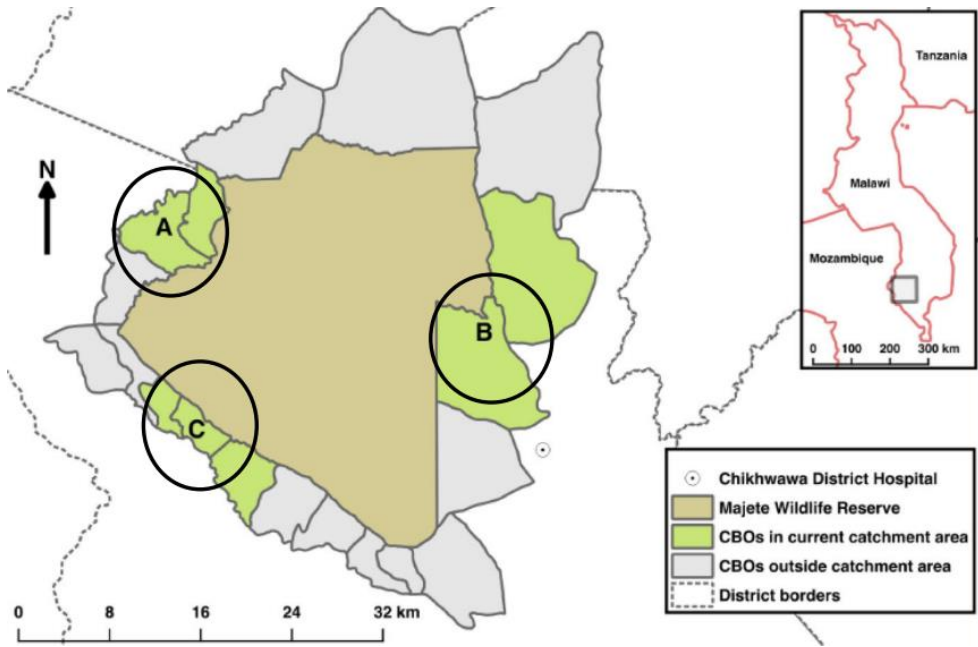 N
A
B
C
0 8 16 24 32 km
Tanzania
Malawi
Mozambique
0 100 200 300 km
Chikhwawa District Hospital
Majete Wildlife Reserve
CBOs in current catchment area
CBOs outside catchment area
District borders